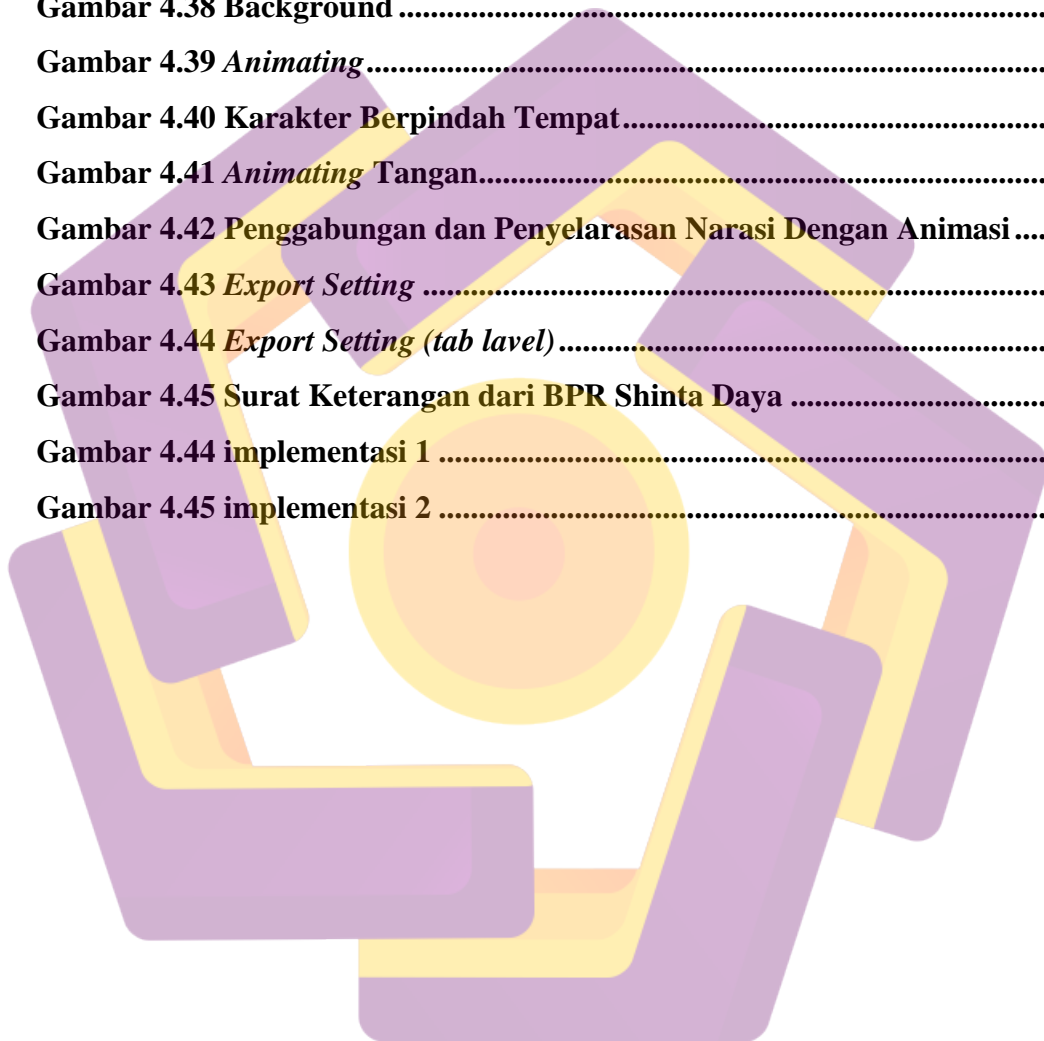 Gambar 4.38 Background ..........................................................................
Gambar 4.39 Animating..............................................................................
Gambar 4.40 Karakter Berpindah Tempat................................................
Gambar 4.41 Animating Tangan................................................................
Gambar 4.42 Penggabungan dan Penyelarasan Narasi Dengan Animasi....
Gambar 4.43 Export Setting .......................................................................
Gambar 4.44 Export Setting (tab lavel)......................................................
Gambar 4.45 Surat Keterangan dari BPR Shinta Daya ............................
Gambar 4.44 implementasi 1 .....................................................................
Gambar 4.45 implementasi 2 .....................................................................